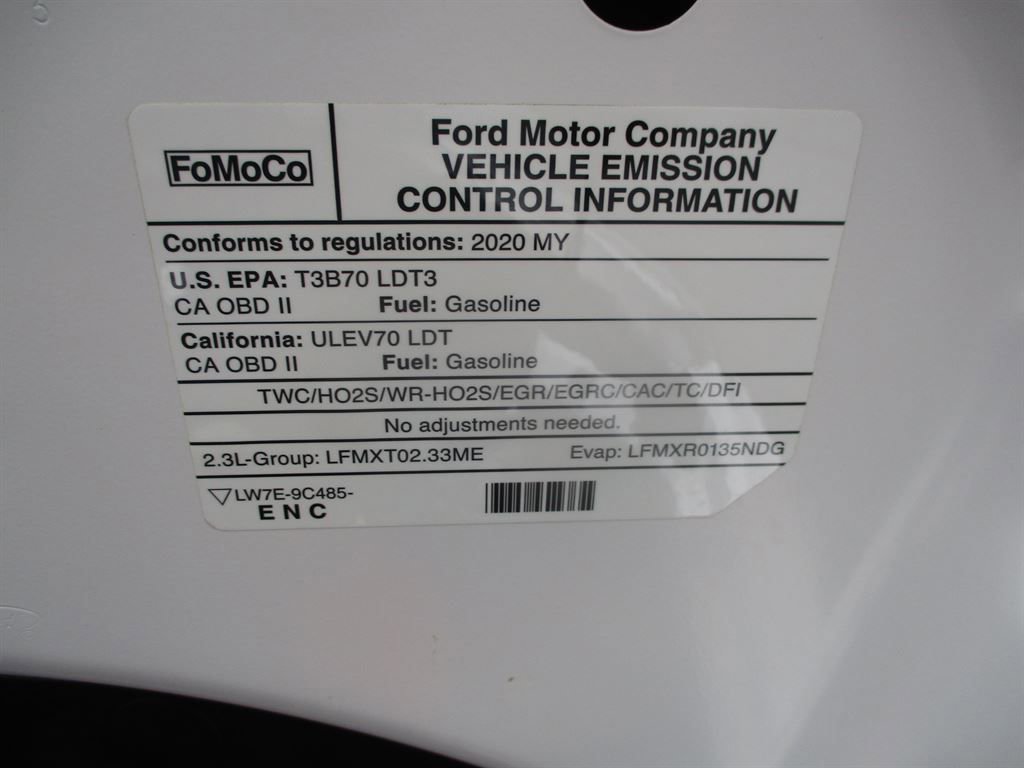 FoMoCo
Ford Motor Company
VEHICLE EMISSION
CONTROL INFORMATION
Conforms to regulations: 2020 MY
U.S. EPA: T3B70 LDT3
CA OBD II Fuel: Gasoline
California: ULEV70 LDT
CA OBD II Fuel: Gasoline
TWC/HO2S/WR-HO2S/EGR/EGRC/CAC/TC/DFI
No adjustments needed.
2.3L-Group: LFMXT02.33ME Evap: LFMXR0135NDG
LW7E-9C485-
E N C